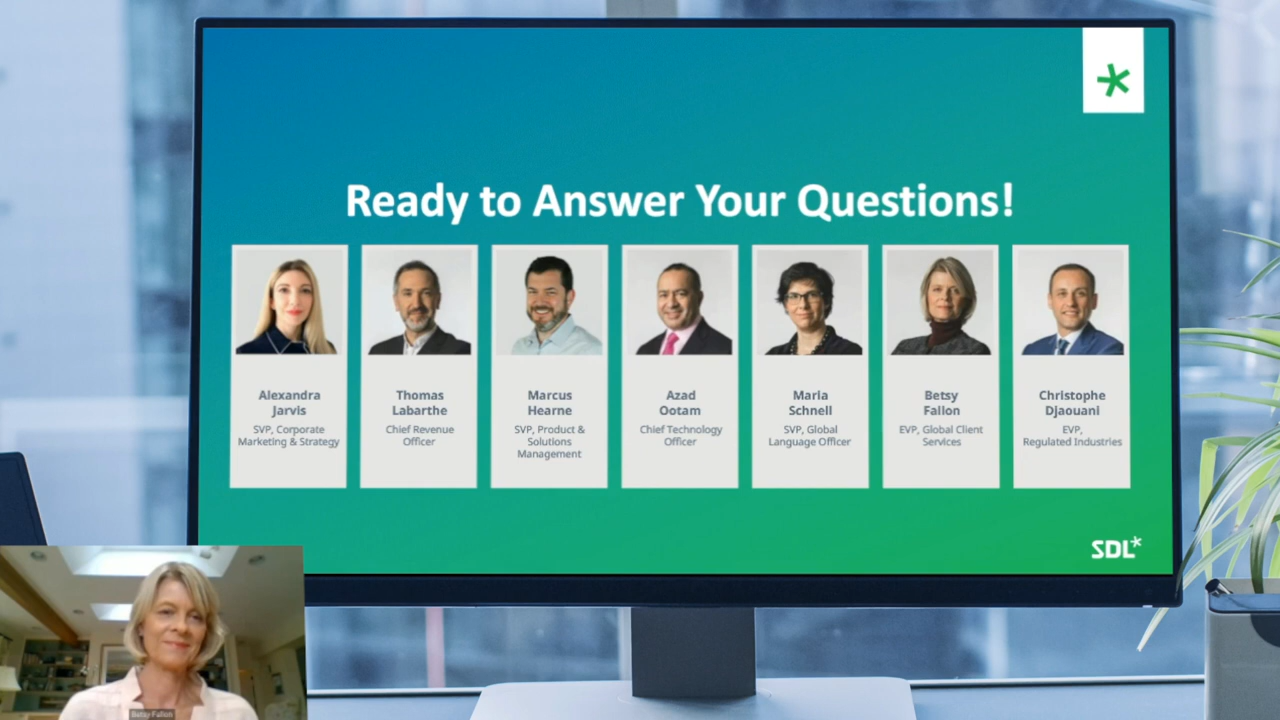 Ready to Answer Your Questions!
Alexandra
Jarvis
SVP, Corporate
Marketing & Strategy
Thomas
Labarthe
Chief Revenue
Officer
Marcus
Hearne
SVP, Product &
Solutions
Management
Azad
Ootam
Chief Technology
Officer
Maria
Schnell
SVP, Global
Language Officer
Betsy
Fallon
EVP, Global Client
Services
Christophe
Djaouani
EVP,
Regulated Industries
SDL*
Betsy Fallon